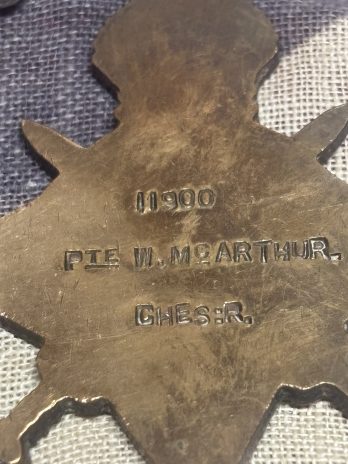 11900
PTE W. McARTHUR.
CHES:R.